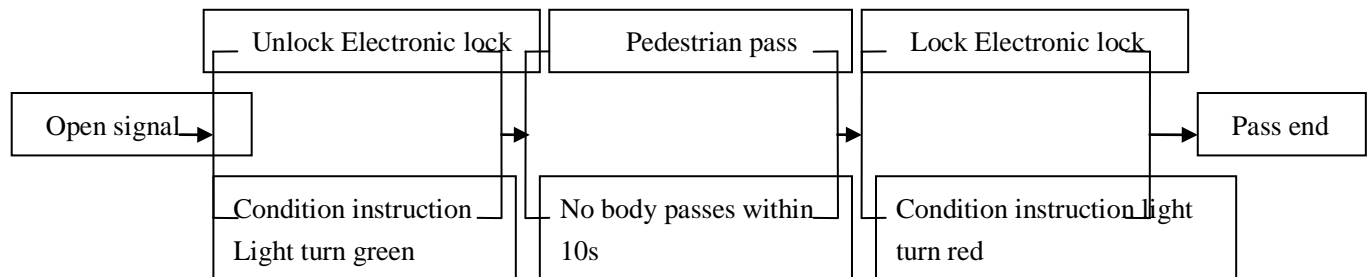 Unlock Electronic lock
Pedestrian pass
Lock Electronic lock
Open signal
Pass end
Condition instruction
Light turn green
No body passes within
10s
Condition instruction light
turn red